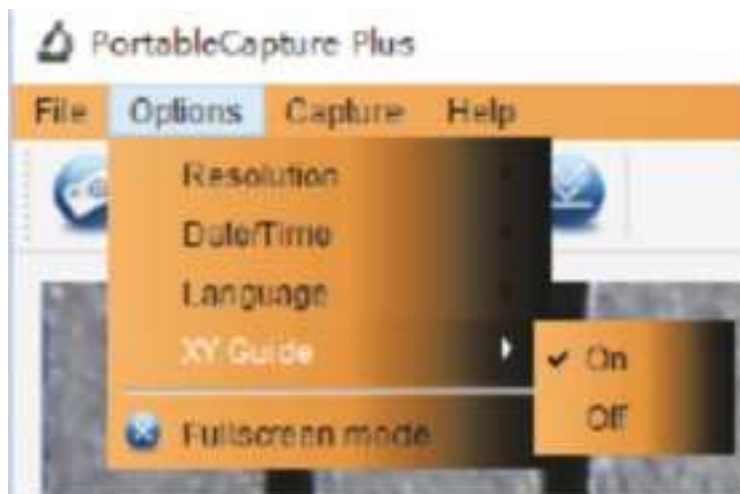 PortableCapture Plus
File Options Capture Help
Resolution
Date/Time
Language
XY Guide
On
Off
Fullscreen mode